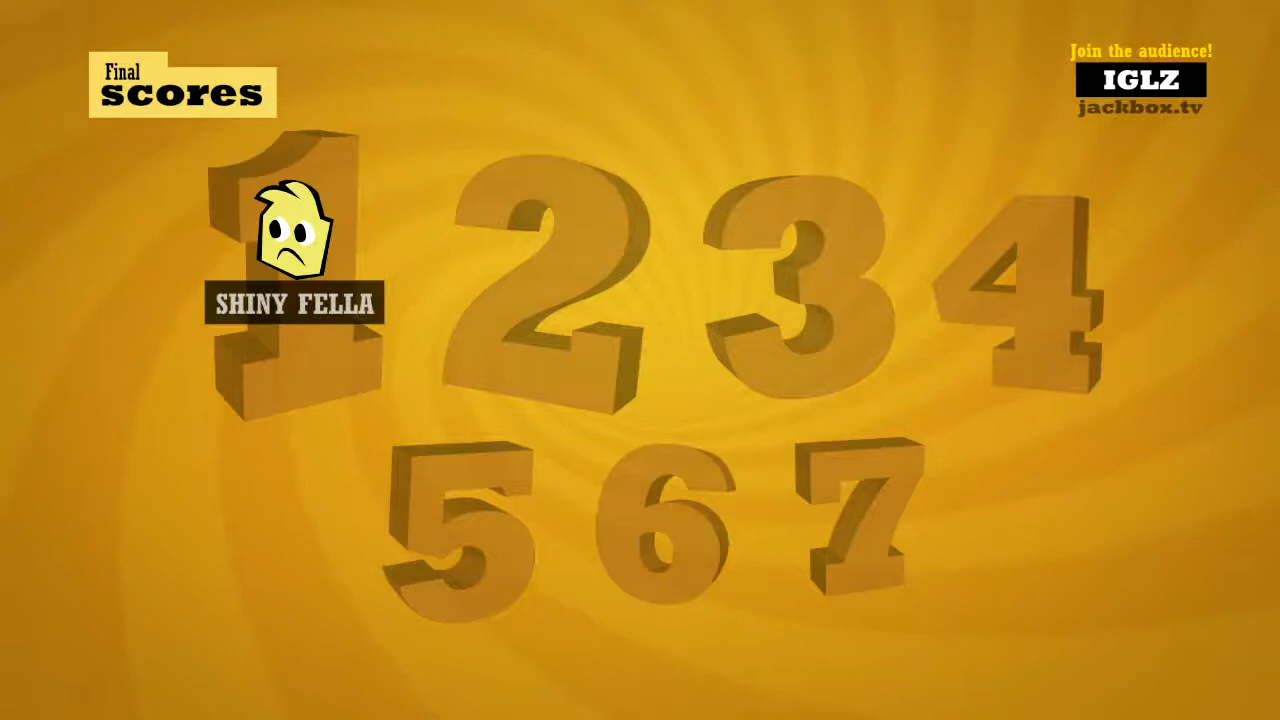 Final
scores
Join the audience!
IGLZ
jackbox.tv
1 2 3 4
SHINY FELLA
5 6 7